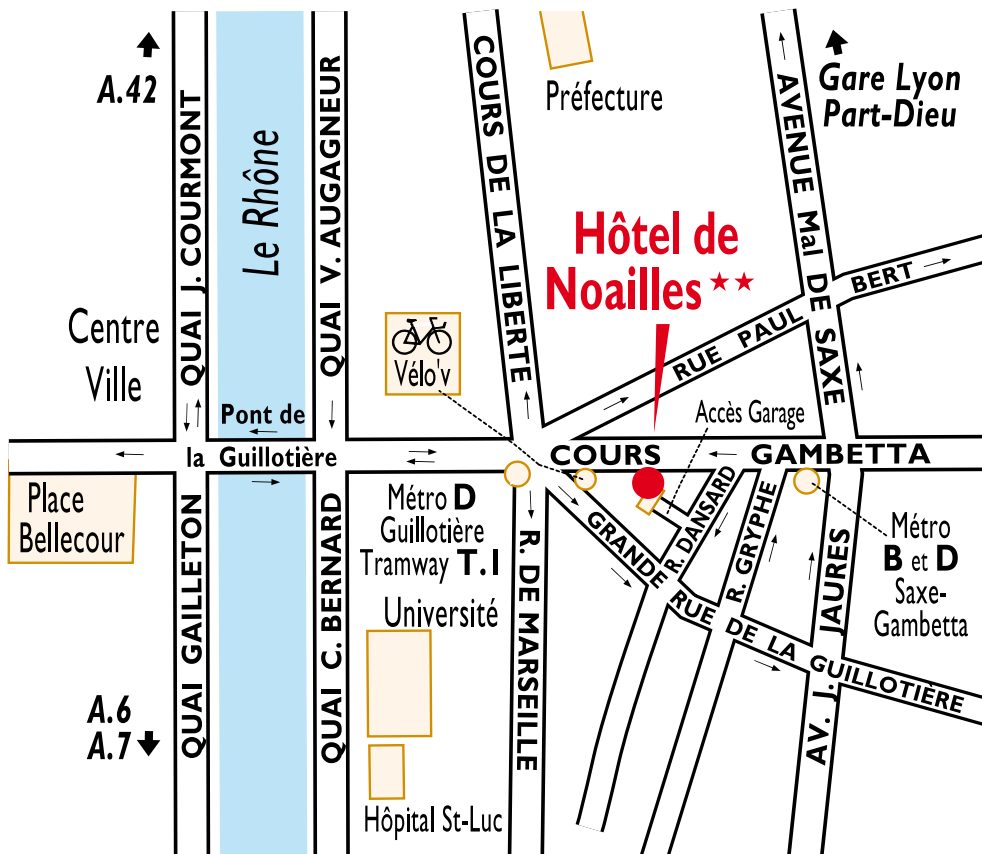 A.42
QUAI J. COURMONT
Le Rhône
QUAI V. AUGAGNEUR
COURS DE LA LIBERTE
Préfecture
AVENUE Mal DE SAXE
Gare Lyon
Part-Dieu
Hôtel de
Noailles ★★
RUE PAUL BERT
Centre
Ville
Vélo'v
Accès Garage
Pont de
la Guillotière
COURS GAMBETTA
Place
Bellecour
Métro D
Guillotière
Tramway T.1
Université
R. DE MARSEILLE
GRANDE RUE DE LA GUILLOTIÈRE
R. DANSARD
R. GRYPHE
AV. J. JAURES
Métro
B et D
Saxe-
Gambetta
QUAI GAILLETON
QUAI C. BERNARD
A.6
A.7
Hôpital St-Luc